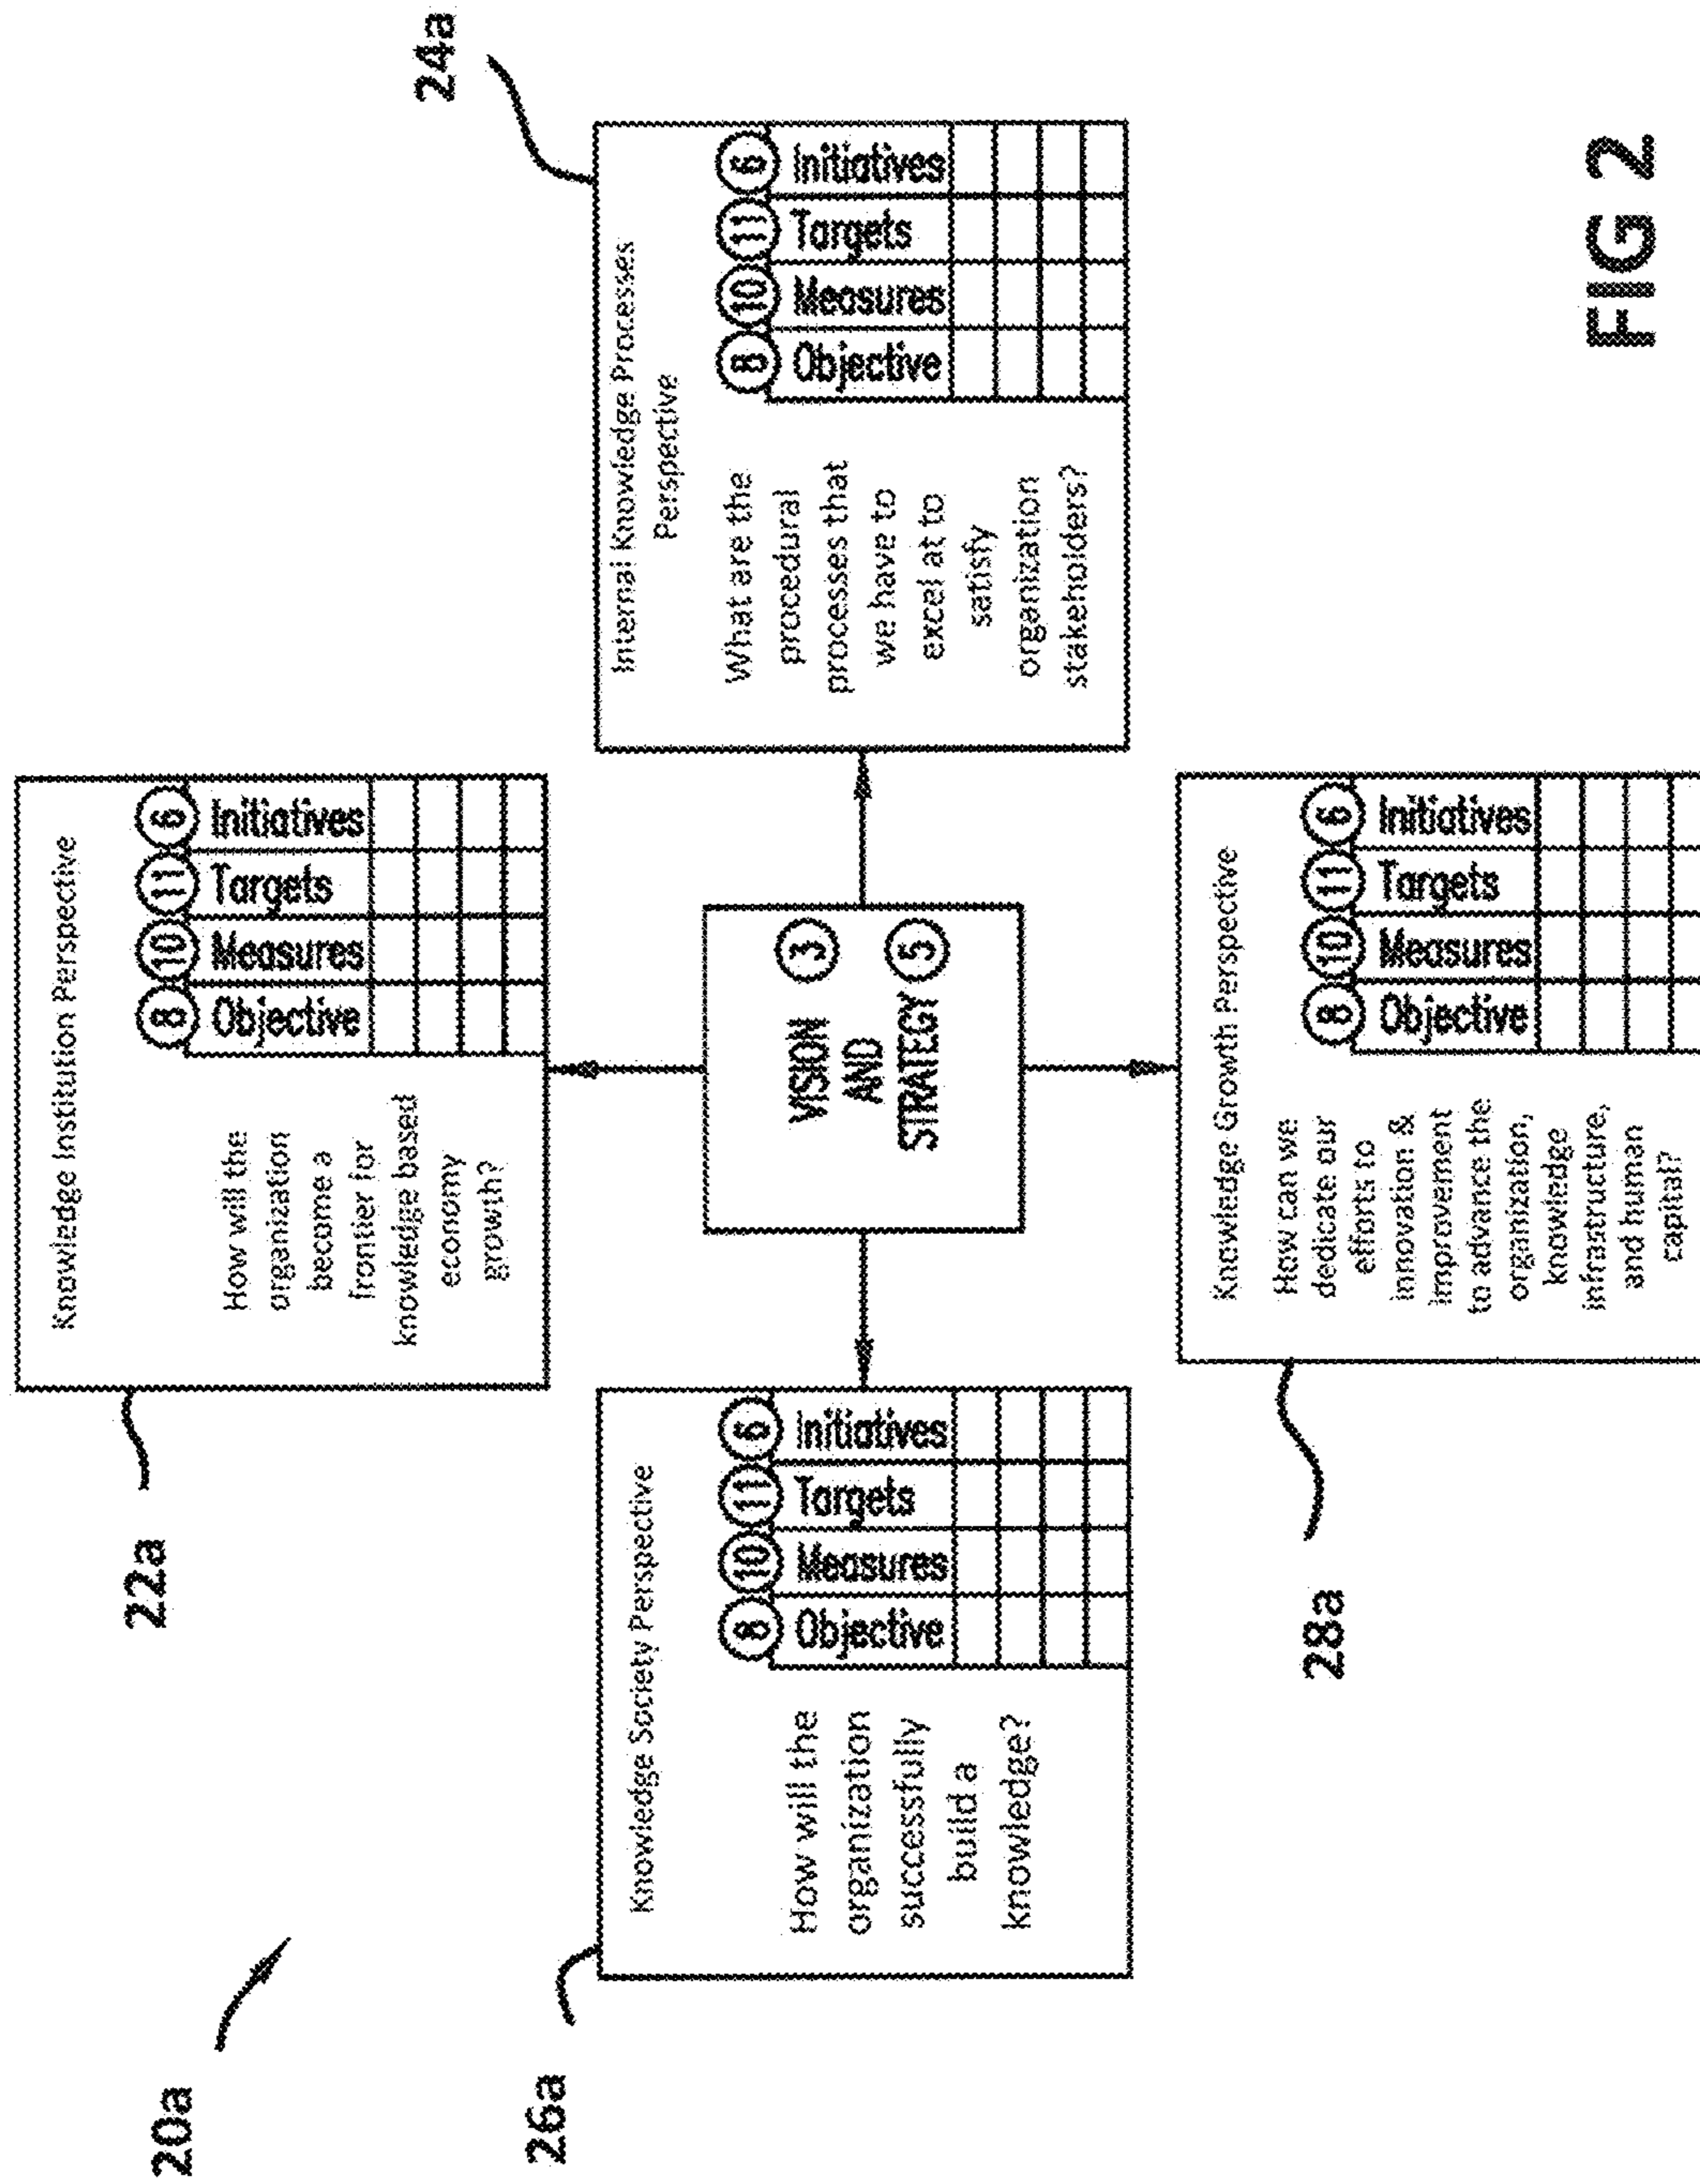 20a
22a
Knowledge Institution Perspective
How will the
organization
become a
frontier for
knowledge based
economy
growth?
8 10 11 6
Objective Measures Targets Initiatives
26a
Knowledge Society Perspective
How will the
organization
successfully
build a
knowledge?
8 10 11 6
Objective Measures Targets Initiatives
VISION 3
AND
STRATEGY 5
24a
Internal Knowledge Processes
Perspective
What are the
procedural
processes that
we have to
excel at to
satisfy
organization
stakeholders?
8 10 11 6
Objective Measures Targets Initiatives
28a
Knowledge Growth Perspective
How can we
dedicate our
efforts to
innovation &
improvement
to advance the
organization,
knowledge
infrastructure,
and human
capital?
8 10 11 6
Objective Measures Targets Initiatives
FIG 2